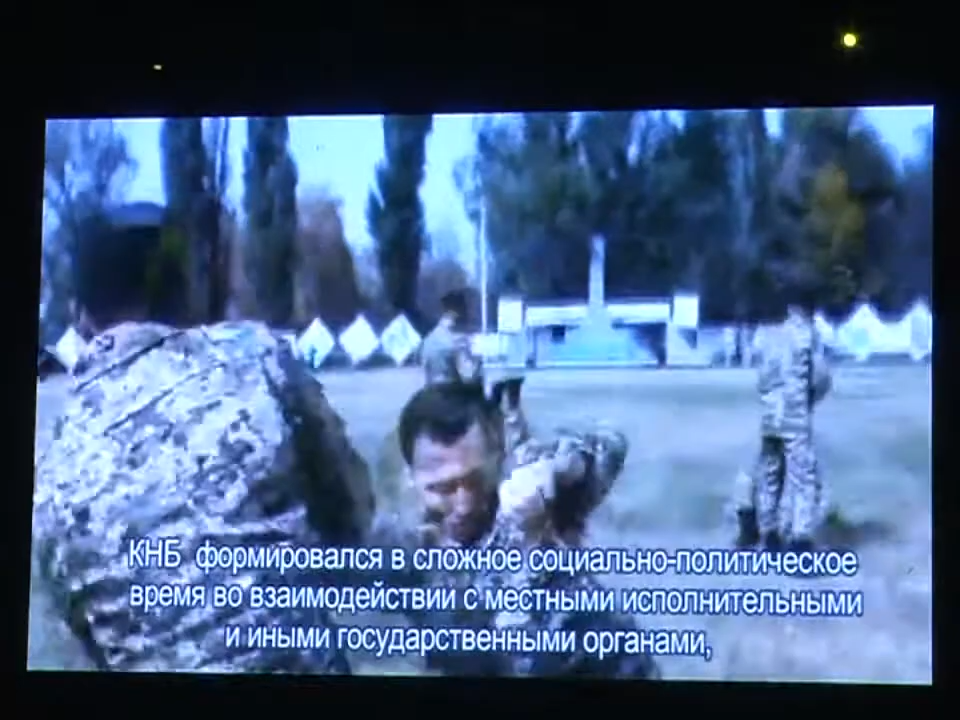 КНБ формировался в сложное социально-политическое
время во взаимодействии с местными исполнительными
и иными государственными органами,